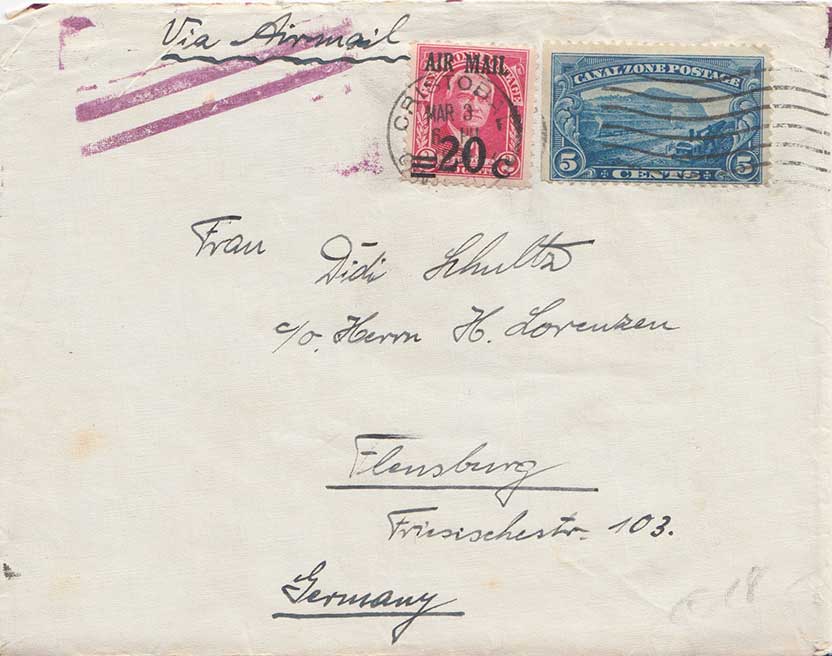 Via Airmail
AIR MAIL
CRISTOBAL
MAR 3
20 c
CANAL ZONE POSTAGE
5 CENTS 5
Frau Didi Schultz
c/o. Herrn H. Lorenzen
Flensburg
Friesischestr. 103.
Germany
18